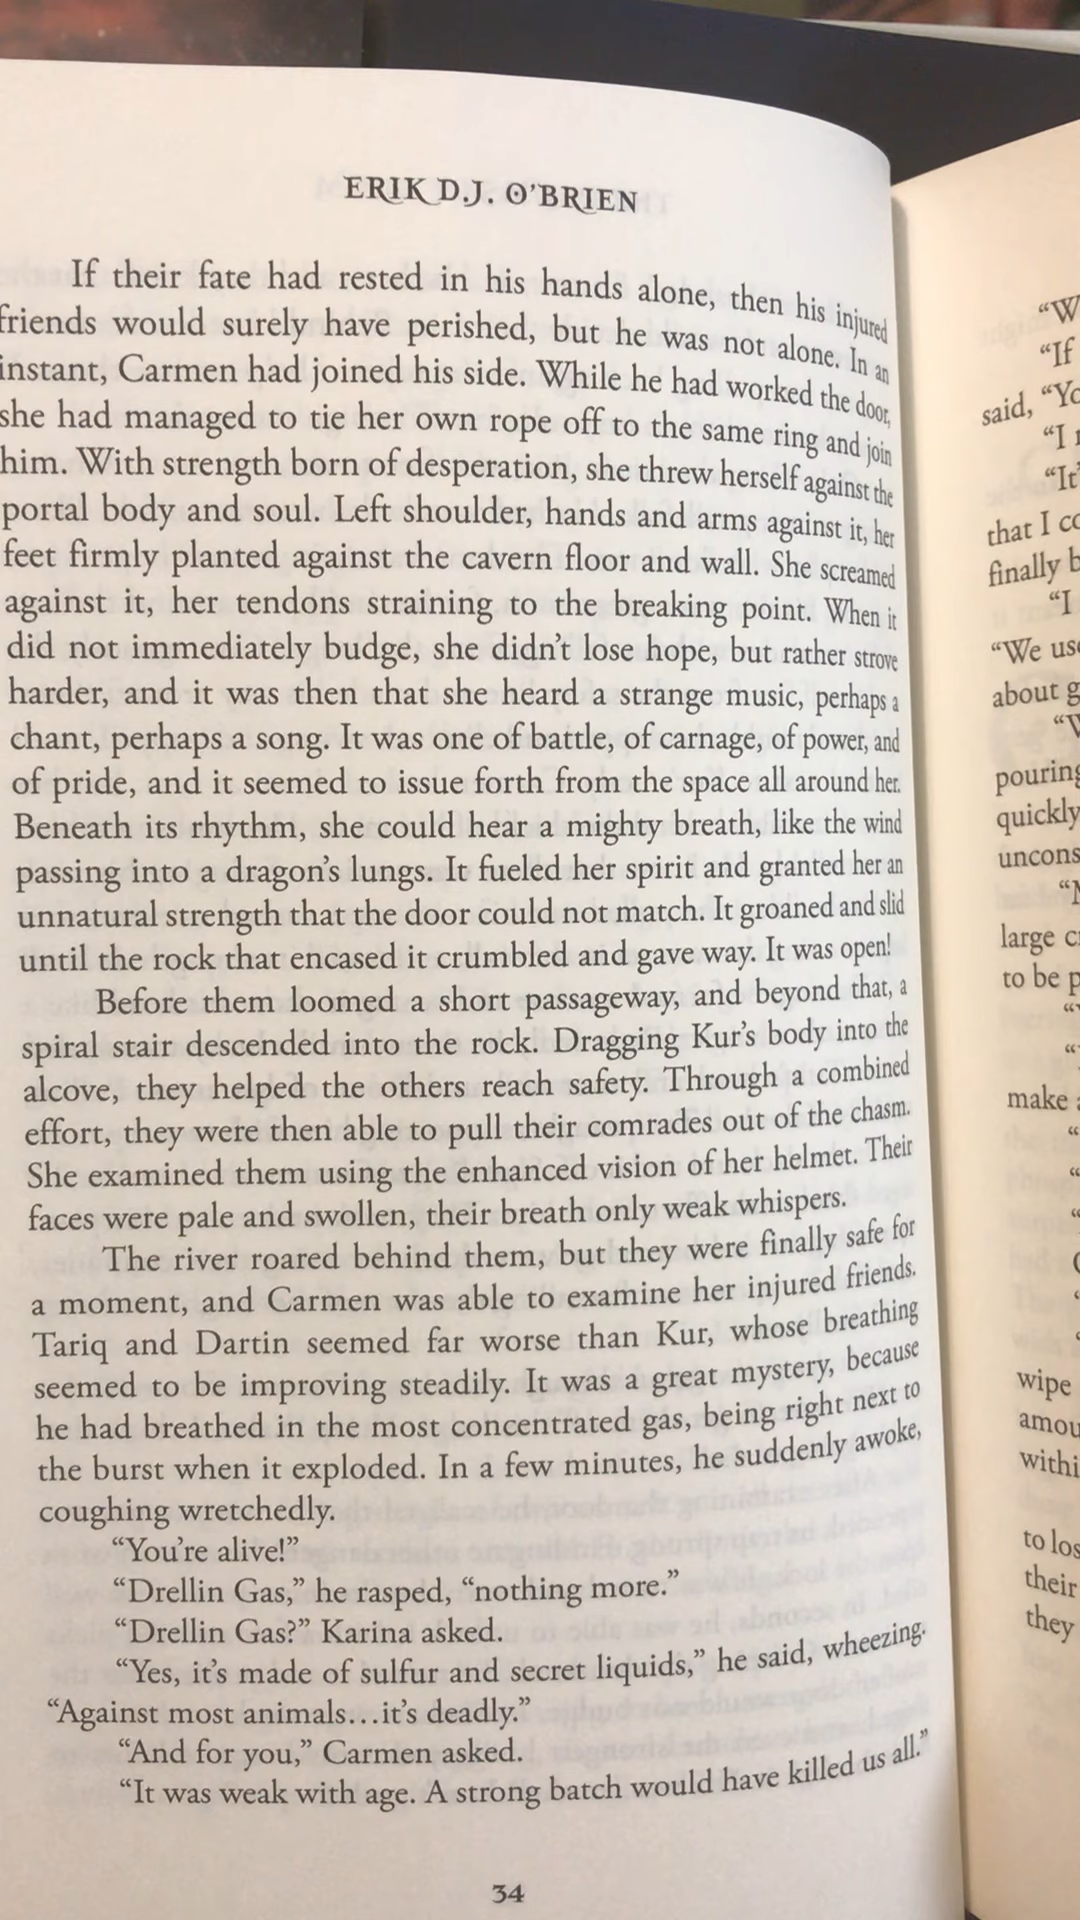 ERIK D.J. O'BRIEN
If their fate had rested in his hands alone, then his injured
friends would surely have perished, but he was not alone. In an
instant, Carmen had joined his side. While he had worked the door,
she had managed to tie her own rope off to the same ring and join
him. With strength born of desperation, she threw herself against the
portal body and soul. Left shoulder, hands and arms against it, her
feet firmly planted against the cavern floor and wall. She screamed
against it, her tendons straining to the breaking point. When it
did not immediately budge, she didn't lose hope, but rather strove
harder, and it was then that she heard a strange music, perhaps a
chant, perhaps a song. It was one of battle, of carnage, of power, and
of pride, and it seemed to issue forth from the space all around her.
Beneath its rhythm, she could hear a mighty breath, like the wind
passing into a dragon's lungs. It fueled her spirit and granted her an
unnatural strength that the door could not match. It groaned and slid
until the rock that encased it crumbled and gave way. It was open!
Before them loomed a short passageway, and beyond that, a
spiral stair descended into the rock. Dragging Kur's body into the
alcove, they helped the others reach safety. Through a combined
effort, they were then able to pull their comrades out of the chasm.
She examined them using the enhanced vision of her helmet. Their
faces were pale and swollen, their breath only weak whispers.
The river roared behind them, but they were finally safe for
a moment, and Carmen was able to examine her injured friends.
Tariq and Dartin seemed far worse than Kur, whose breathing
seemed to be improving steadily. It was a great mystery, because
he had breathed in the most concentrated gas, being right next to
the burst when it exploded. In a few minutes, he suddenly awoke,
coughing wretchedly.
"You're alive!"
"Drellin Gas," he rasped, "nothing more."
"Drellin Gas?" Karina asked.
"Yes, it's made of sulfur and secret liquids," he said, wheezing.
"Against most animals…it's deadly."
"And for you," Carmen asked.
"It was weak with age. A strong batch would have killed us all."
34
"If
said,
"I
that I
finally
"I
"We
about
pouring
quickly
large
to be
make
wipe
to
their
they